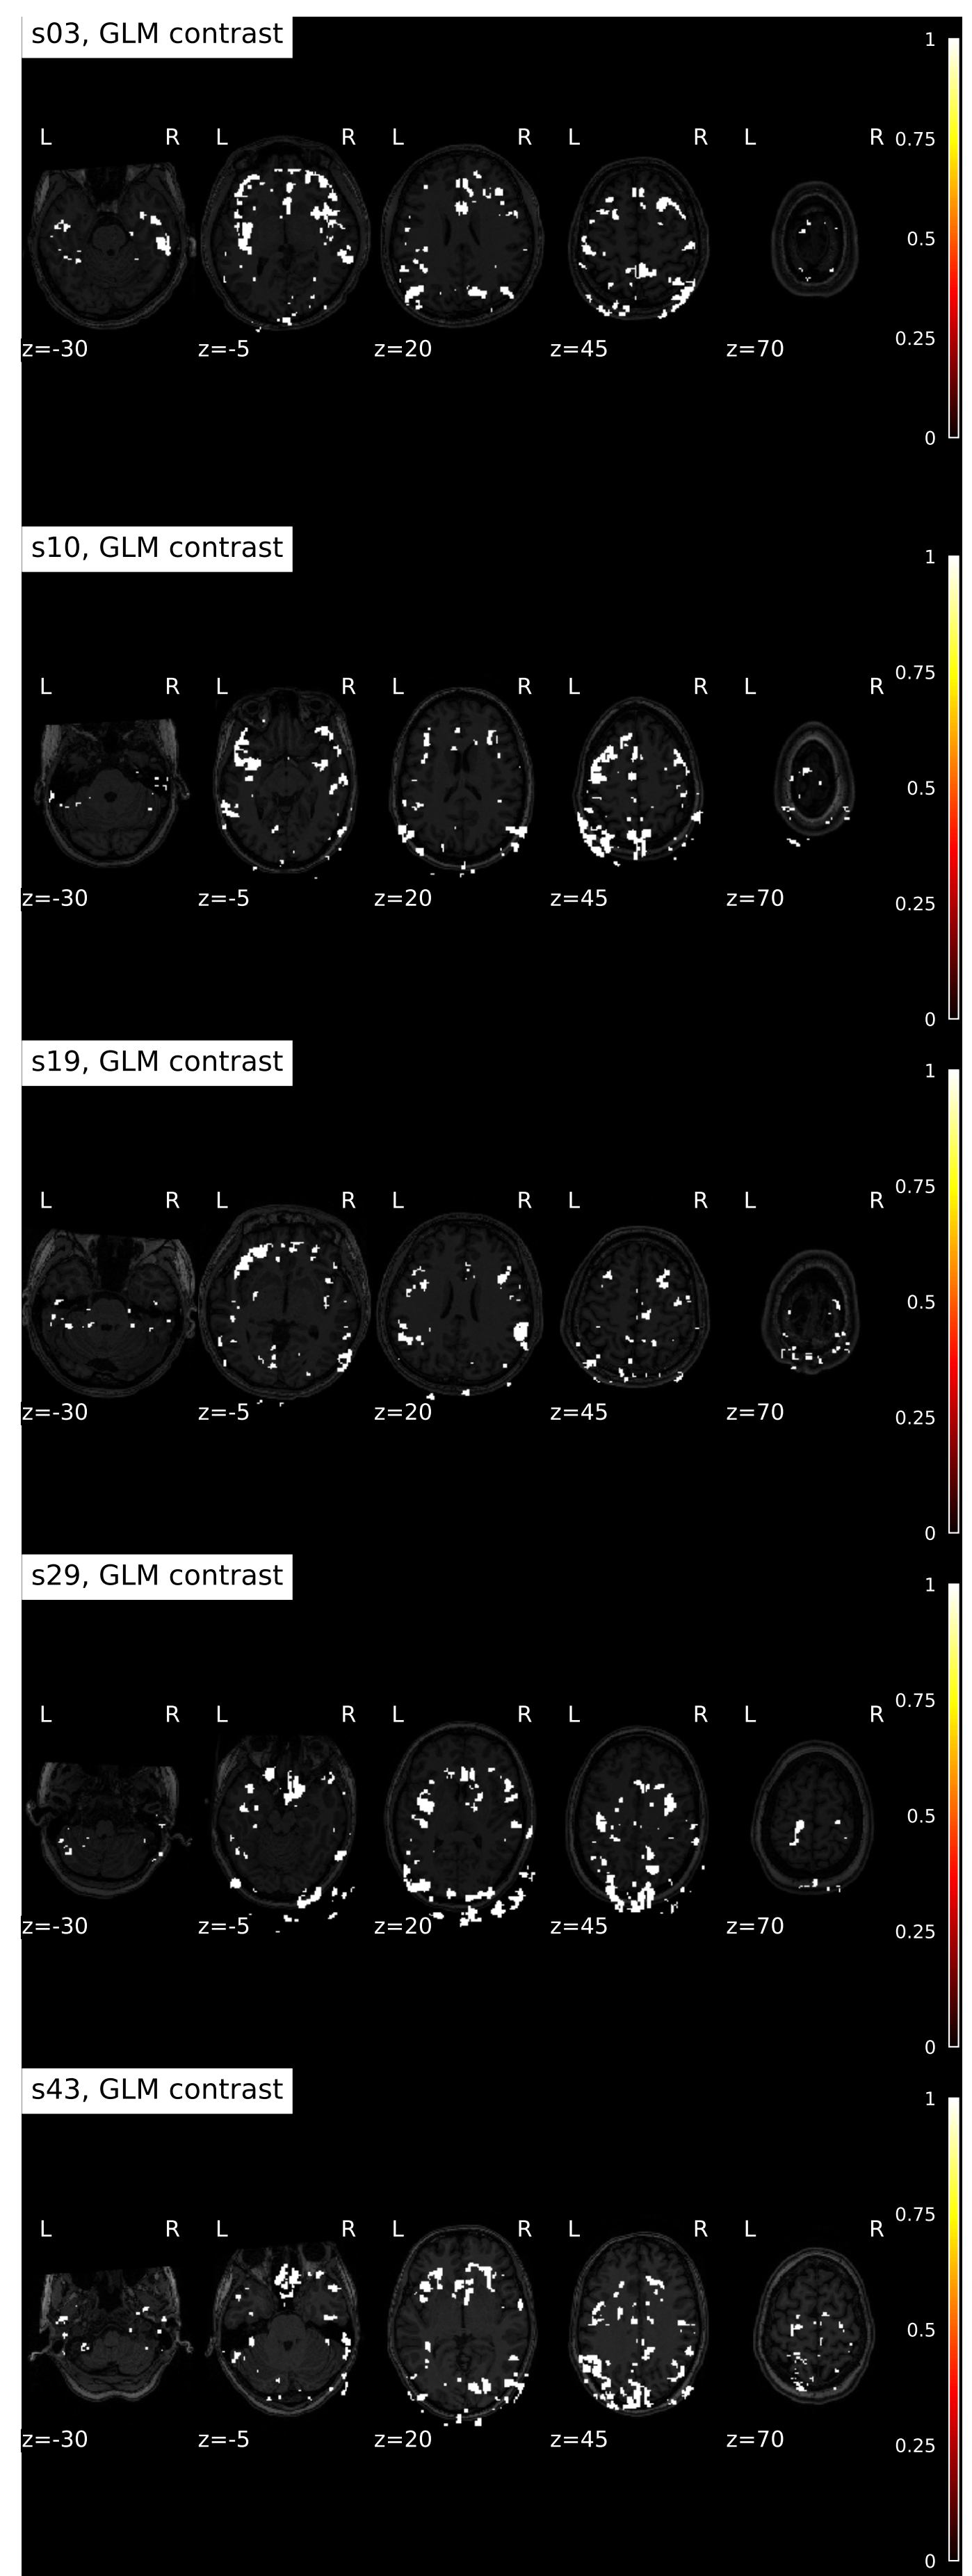 s03, GLM contrast
1
L R L R L R L R L R 0.75
0.5
0.25
z=-30 z=-5 z=20 z=45 z=70
0
s10, GLM contrast
1
0.75
L R L R L R L R L R
0.5
z=-30 z=-5 z=20 z=45 z=70 0.25
0
s19, GLM contrast
1
0.75
L R L R L R L R L R
0.5
z=-30 z=-5 z=20 z=45 z=70 0.25
0
s29, GLM contrast
1
0.75
L R L R L R L R L R
0.5
z=-30 z=-5 z=20 z=45 z=70 0.25
0
s43, GLM contrast
1
0.75
L R L R L R L R L R
0.5
z=-30 z=-5 z=20 z=45 z=70 0.25
0